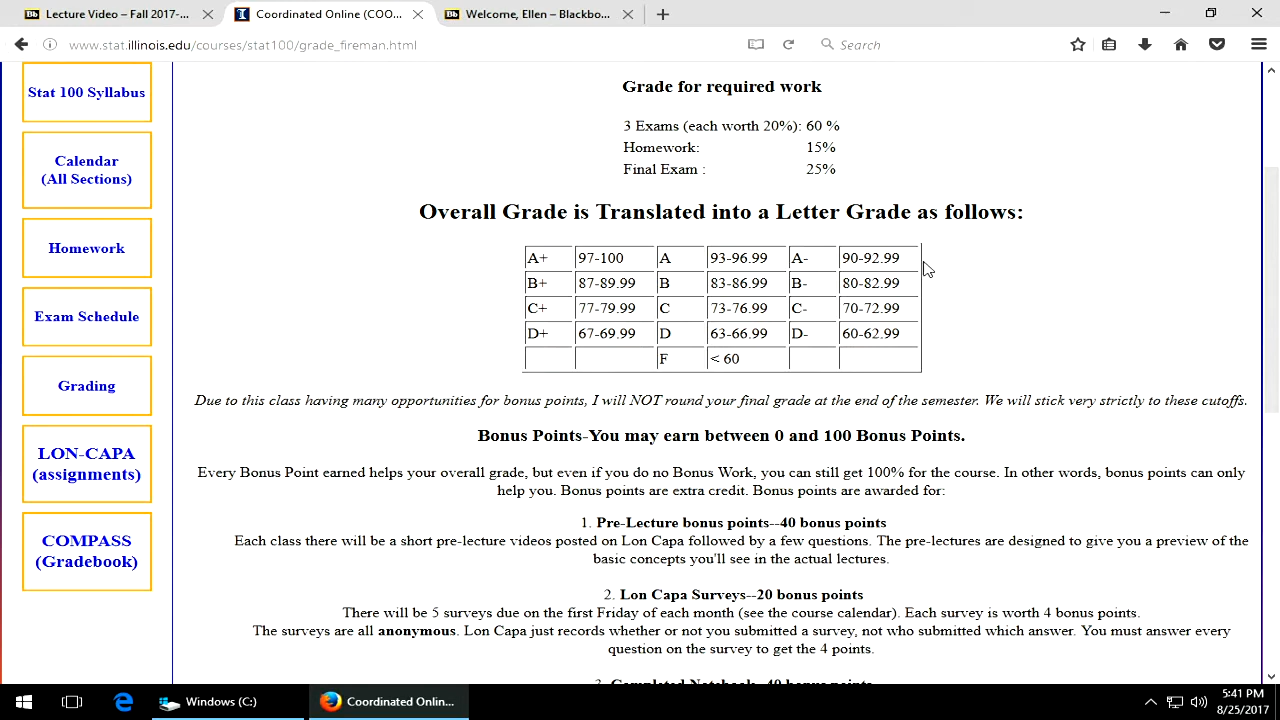 Lecture Video – Fall 2017-...
Coordinated Online (COO...
Welcome, Ellen – Blackbo...
www.stat.illinois.edu/courses/stat100/grade_fireman.html
Search
Stat 100 Syllabus
Calendar
(All Sections)
Homework
Exam Schedule
Grading
LON-CAPA
(assignments)
COMPASS
(Gradebook)
Grade for required work
3 Exams (each worth 20%): 60 %
Homework: 15%
Final Exam : 25%
Overall Grade is Translated into a Letter Grade as follows:
A+ 97-100 A 93-96.99 A- 90-92.99
B+ 87-89.99 B 83-86.99 B- 80-82.99
C+ 77-79.99 C 73-76.99 C- 70-72.99
D+ 67-69.99 D 63-66.99 D- 60-62.99
F < 60
Due to this class having many opportunities for bonus points, I will NOT round your final grade at the end of the semester. We will stick very strictly to these cutoffs.
Bonus Points-You may earn between 0 and 100 Bonus Points.
Every Bonus Point earned helps your overall grade, but even if you do no Bonus Work, you can still get 100% for the course. In other words, bonus points can only
help you. Bonus points are extra credit. Bonus points are awarded for:
1. Pre-Lecture bonus points--40 bonus points
Each class there will be a short pre-lecture videos posted on Lon Capa followed by a few questions. The pre-lectures are designed to give you a preview of the
basic concepts you'll see in the actual lectures.
2. Lon Capa Surveys--20 bonus points
There will be 5 surveys due on the first Friday of each month (see the course calendar). Each survey is worth 4 bonus points.
The surveys are all anonymous. Lon Capa just records whether or not you submitted a survey, not who submitted which answer. You must answer every
question on the survey to get the 4 points.
3. Completed Notebook--40 bonus points
Windows (C:)
Coordinated Onlin...
5:41 PM
8/25/2017